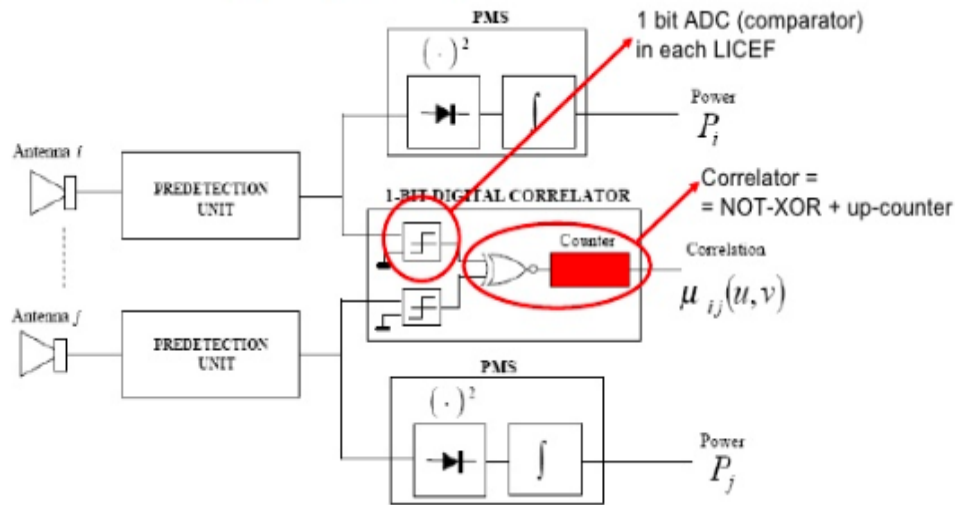 PMS
( · )²
∫
1 bit ADC (comparator)
in each LICEF
Power
P_i
Antenna i
PREDETECTION
UNIT
1-BIT DIGITAL CORRELATOR
Correlator =
= NOT-XOR + up-counter
Counter
Correlation
μ_ij(u,v)
Antenna j
PREDETECTION
UNIT
PMS
( · )²
∫
Power
P_j